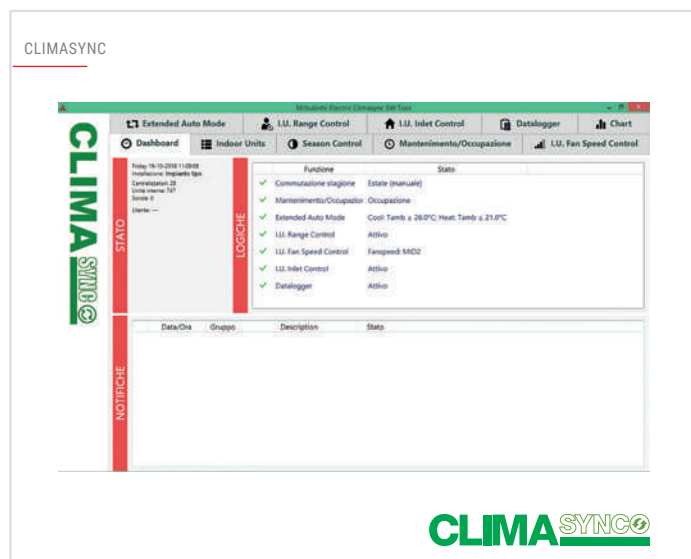 CLIMASYNC
Mitsubishi Electric Climasync SW Tool
Extended Auto Mode I.U. Range Control I.U. Inlet Control Datalogger Chart
Dashboard Indoor Units Season Control Mantenimento/Occupazione I.U. Fan Speed Control
CLIMA SYNC
STATO
Friday 19-10-2018
Installazione: Impianto tipo
Centralizzatori: 28
Unità interne: 747
Sonde: 0
Utente: ---
LOGICHE
Funzione Stato
Commutazione stagione Estate (manuale)
Mantenimento/Occupazion Occupazione
Extended Auto Mode Cool: Tamb ≥ 26.0°C; Heat: Tamb ≤ 21.0°C
I.U. Range Control Attivo
I.U. Fan Speed Control Fanspeed: MID2
I.U. Inlet Control Attivo
Datalogger Attivo
NOTIFICHE
Data/Ora Gruppo Description Stato
CLIMA SYNC